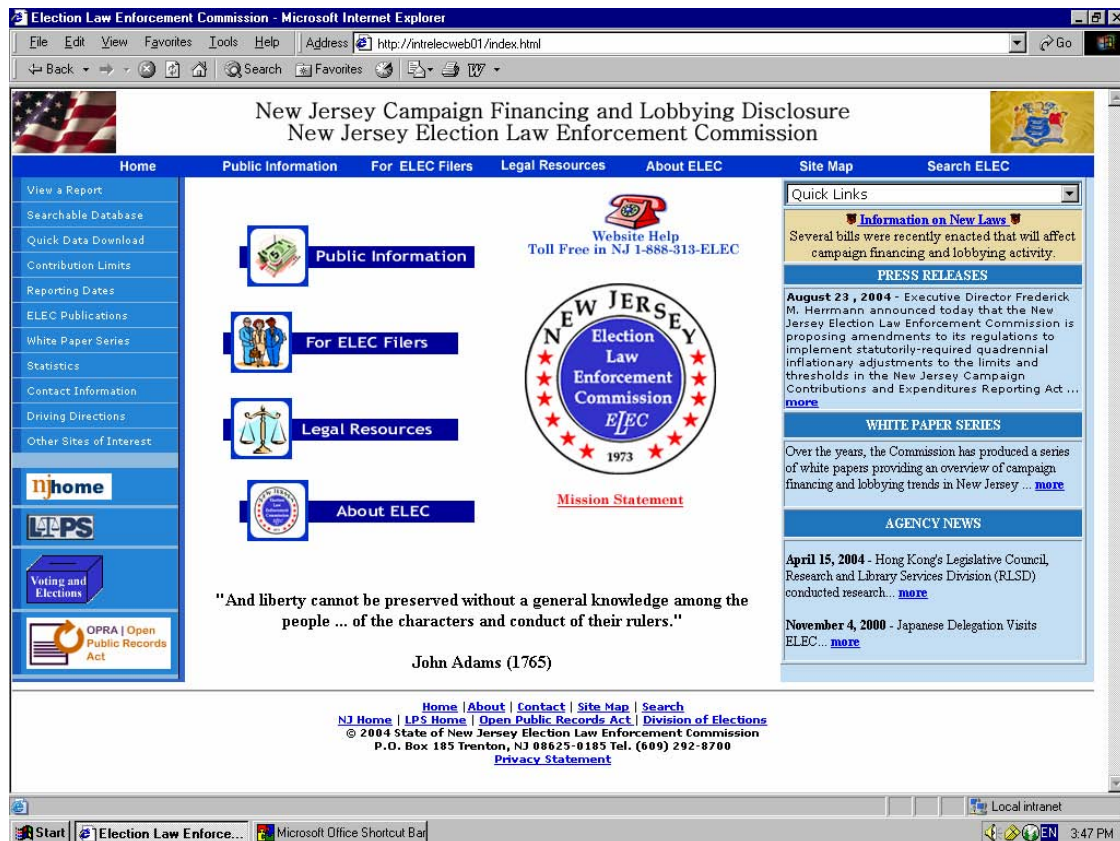 Election Law Enforcement Commission - Microsoft Internet Explorer
File Edit View Favorites Tools Help Address http://intrelecweb01/index.html Go
Back Search Favorites
New Jersey Campaign Financing and Lobbying Disclosure
New Jersey Election Law Enforcement Commission
Home Public Information For ELEC Filers Legal Resources About ELEC Site Map Search ELEC
View a Report
Searchable Database
Quick Data Download
Contribution Limits
Reporting Dates
ELEC Publications
White Paper Series
Statistics
Contact Information
Driving Directions
Other Sites of Interest
njhome
LPS
Voting and
Elections
OPRA | Open
Public Records
Act
Public Information
For ELEC Filers
Legal Resources
About ELEC
Website Help
Toll Free in NJ 1-888-313-ELEC
NEW JERSEY
Election
Law
Enforcement
Commission
ELEC
1973
Mission Statement
"And liberty cannot be preserved without a general knowledge among the
people ... of the characters and conduct of their rulers."
John Adams (1765)
Quick Links
Information on New Laws
Several bills were recently enacted that will affect
campaign financing and lobbying activity.
PRESS RELEASES
August 23 , 2004 - Executive Director Frederick
M. Herrmann announced today that the New
Jersey Election Law Enforcement Commission is
proposing amendments to its regulations to
implement statutorily-required quadrennial
inflationary adjustments to the limits and
thresholds in the New Jersey Campaign
Contributions and Expenditures Reporting Act ...
more
WHITE PAPER SERIES
Over the years, the Commission has produced a series
of white papers providing an overview of campaign
financing and lobbying trends in New Jersey ... more
AGENCY NEWS
April 15, 2004 - Hong Kong's Legislative Council,
Research and Library Services Division (RLSD)
conducted research... more
November 4, 2000 - Japanese Delegation Visits
ELEC... more
Home | About | Contact | Site Map | Search
NJ Home | LPS Home | Open Public Records Act | Division of Elections
© 2004 State of New Jersey Election Law Enforcement Commission
P.O. Box 185 Trenton, NJ 08625-0185 Tel. (609) 292-8700
Privacy Statement
Local intranet
Start Election Law Enforce... Microsoft Office Shortcut Bar EN 3:47 PM